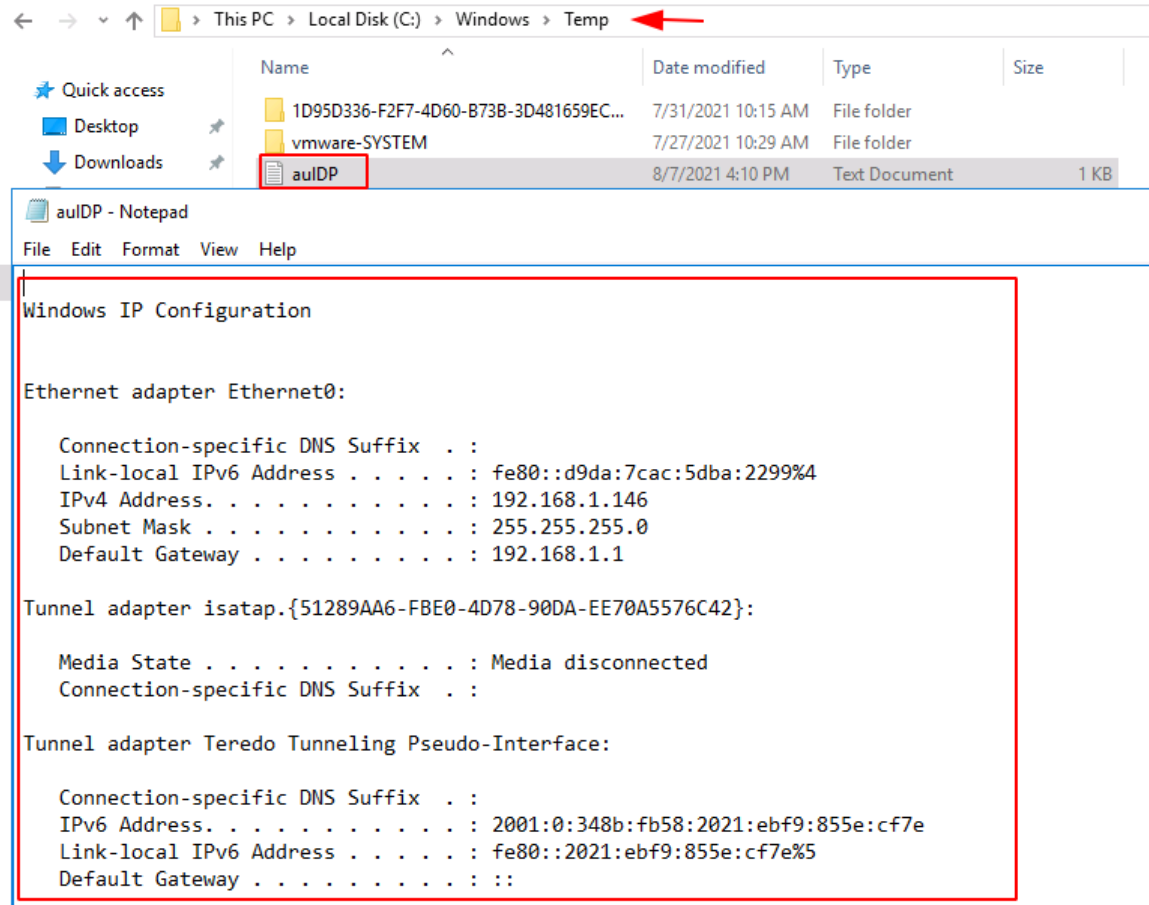 This PC > Local Disk (C:) > Windows > Temp
Name Date modified Type Size
Quick access
1D95D336-F2F7-4D60-B73B-3D481659EC... 7/31/2021 10:15 AM File folder
Desktop
vmware-SYSTEM 7/27/2021 10:29 AM File folder
Downloads
auIDP 8/7/2021 4:10 PM Text Document 1 KB
auIDP - Notepad
File Edit Format View Help
Windows IP Configuration
Ethernet adapter Ethernet0:
Connection-specific DNS Suffix . :
Link-local IPv6 Address . . . . . : fe80::d9da:7cac:5dba:2299%4
IPv4 Address. . . . . . . . . . . : 192.168.1.146
Subnet Mask . . . . . . . . . . . : 255.255.255.0
Default Gateway . . . . . . . . . : 192.168.1.1
Tunnel adapter isatap.{51289AA6-FBE0-4D78-90DA-EE70A5576C42}:
Media State . . . . . . . . . . . : Media disconnected
Connection-specific DNS Suffix . :
Tunnel adapter Teredo Tunneling Pseudo-Interface:
Connection-specific DNS Suffix . :
IPv6 Address. . . . . . . . . . . : 2001:0:348b:fb58:2021:ebf9:855e:cf7e
Link-local IPv6 Address . . . . . : fe80::2021:ebf9:855e:cf7e%5
Default Gateway . . . . . . . . . : ::